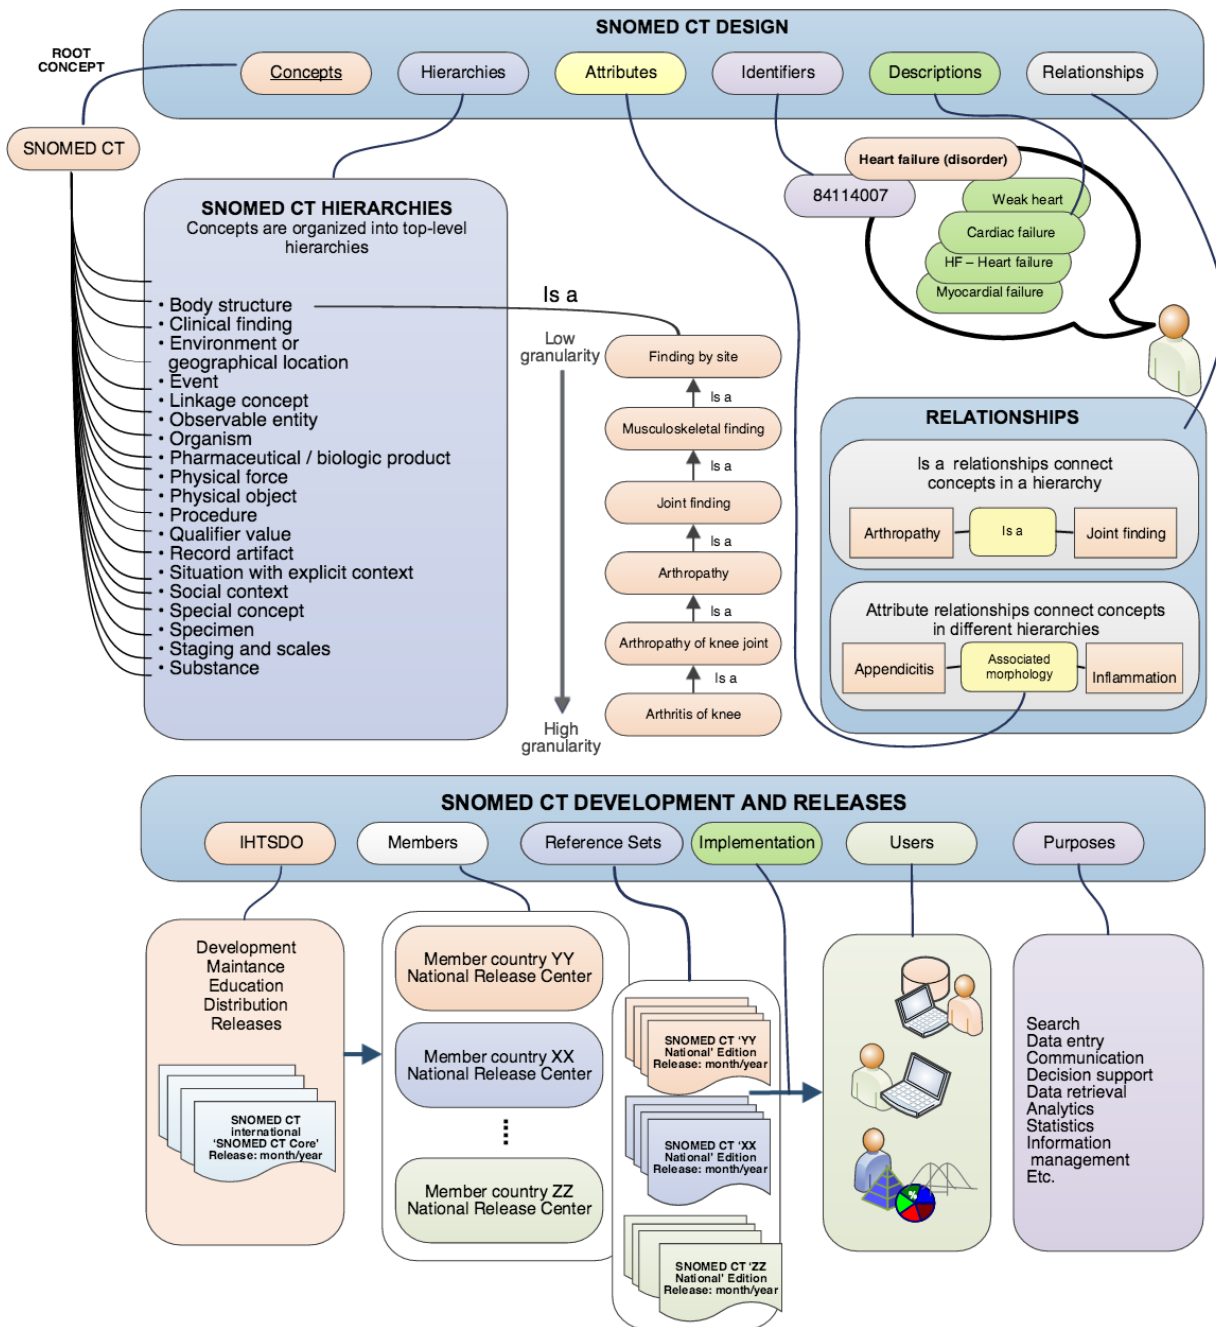 SNOMED CT DESIGN
ROOT
CONCEPT
Concepts
Hierarchies
Attributes
Identifiers
Descriptions
Relationships
SNOMED CT
Heart failure (disorder)
84114007
Weak heart
Cardiac failure
HF – Heart failure
Myocardial failure
SNOMED CT HIERARCHIES
Concepts are organized into top-level
hierarchies
• Body structure
• Clinical finding
• Environment or
geographical location
• Event
• Linkage concept
• Observable entity
• Organism
• Pharmaceutical / biologic product
• Physical force
• Physical object
• Procedure
• Qualifier value
• Record artifact
• Situation with explicit context
• Social context
• Special concept
• Specimen
• Staging and scales
• Substance
Is a
Low
granularity
High
granularity
Finding by site
Is a
Musculoskeletal finding
Is a
Joint finding
Is a
Arthropathy
Is a
Arthropathy of knee joint
Is a
Arthritis of knee
RELATIONSHIPS
Is a relationships connect
concepts in a hierarchy
Arthropathy
Is a
Joint finding
Attribute relationships connect concepts
in different hierarchies
Appendicitis
Associated
morphology
Inflammation
SNOMED CT DEVELOPMENT AND RELEASES
IHTSDO
Members
Reference Sets
Implementation
Users
Purposes
Development
Maintance
Education
Distribution
Releases
SNOMED CT
international
'SNOMED CT Core'
Release: month/year
Member country YY
National Release Center
Member country XX
National Release Center
Member country ZZ
National Release Center
SNOMED CT 'YY
National' Edition
Release: month/year
SNOMED CT 'XX
National' Edition
Release: month/year
SNOMED CT 'ZZ
National' Edition
Release: month/year
%
Search
Data entry
Communication
Decision support
Data retrieval
Analytics
Statistics
Information
management
Etc.